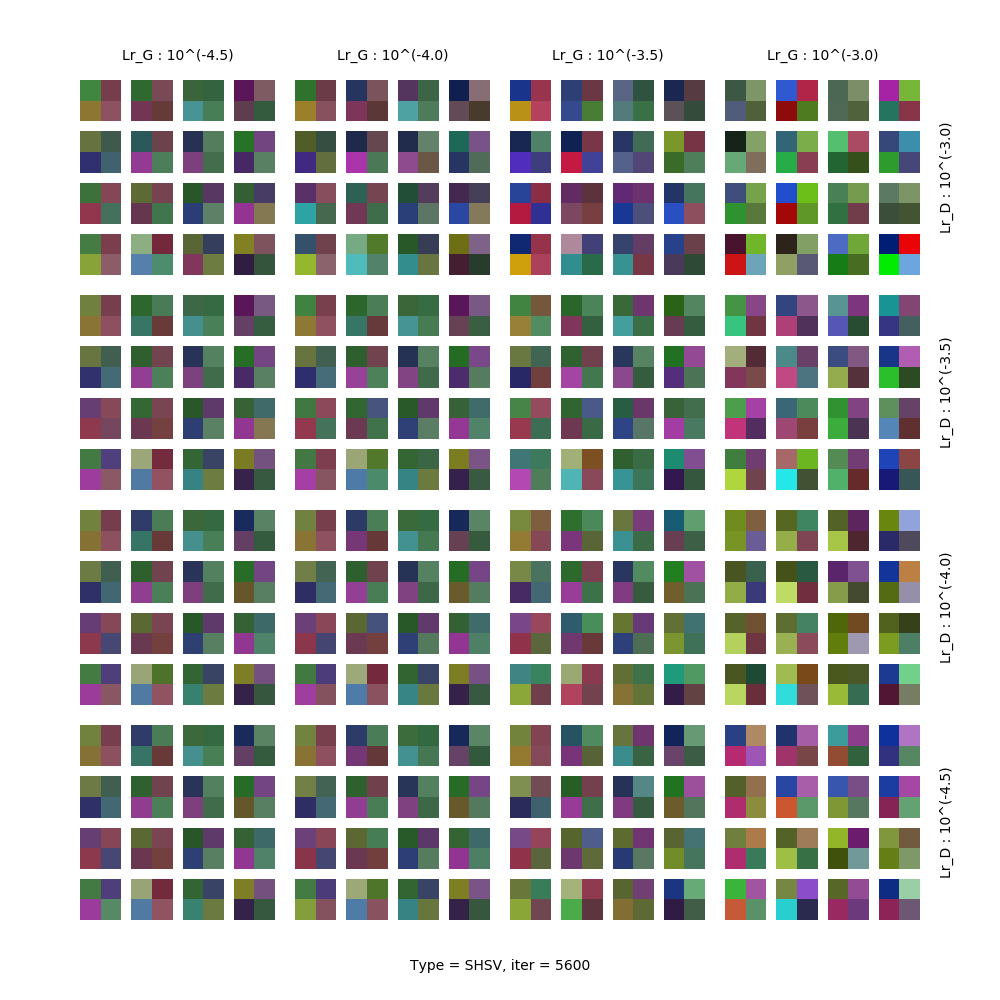 Lr_G : 10^(-4.5)
Lr_G : 10^(-4.0)
Lr_G : 10^(-3.5)
Lr_G : 10^(-3.0)
Lr_D : 10^(-3.0)
Lr_D : 10^(-3.5)
Lr_D : 10^(-4.0)
Lr_D : 10^(-4.5)
Type = SHSV, iter = 5600